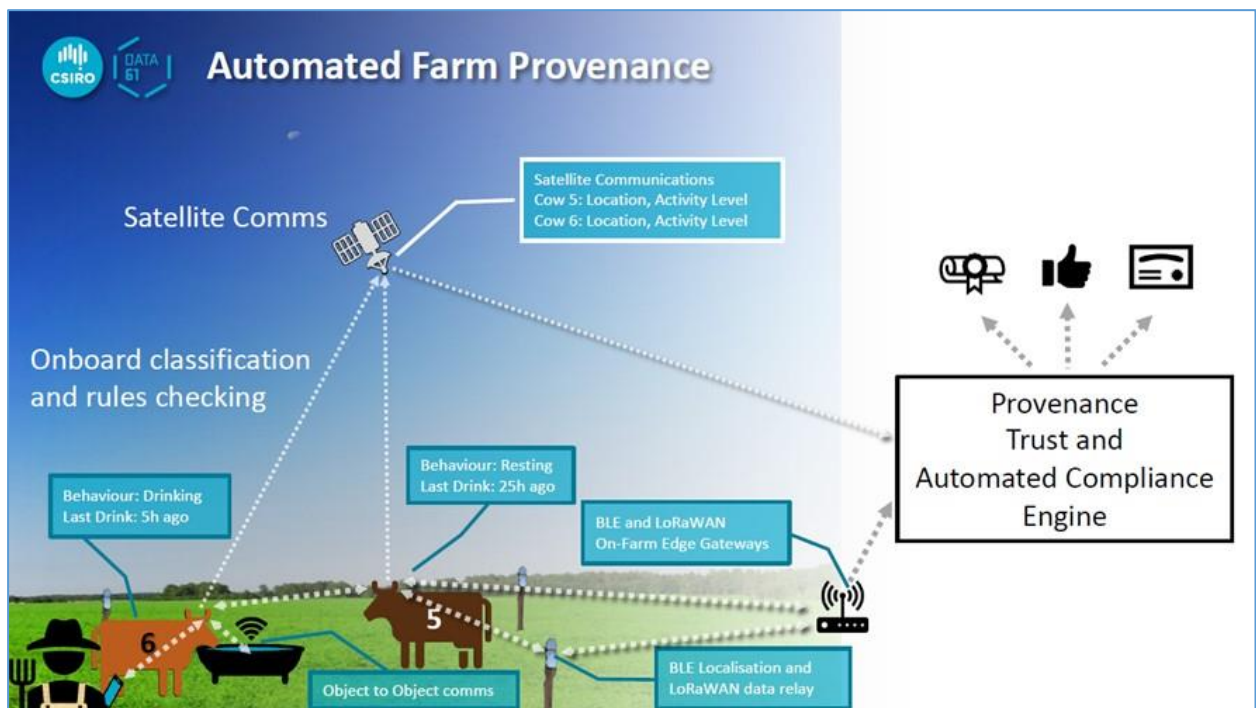 CSIRO
DATA
61
Automated Farm Provenance
Satellite Communications
Cow 5: Location, Activity Level
Cow 6: Location, Activity Level
Satellite Comms
Onboard classification
and rules checking
Provenance
Trust and
Automated Compliance
Engine
Behaviour: Resting
Last Drink: 25h ago
Behaviour: Drinking
Last Drink: 5h ago
BLE and LoRaWAN
On-Farm Edge Gateways
5
6
BLE Localisation and
LoRaWAN data relay
Object to Object comms